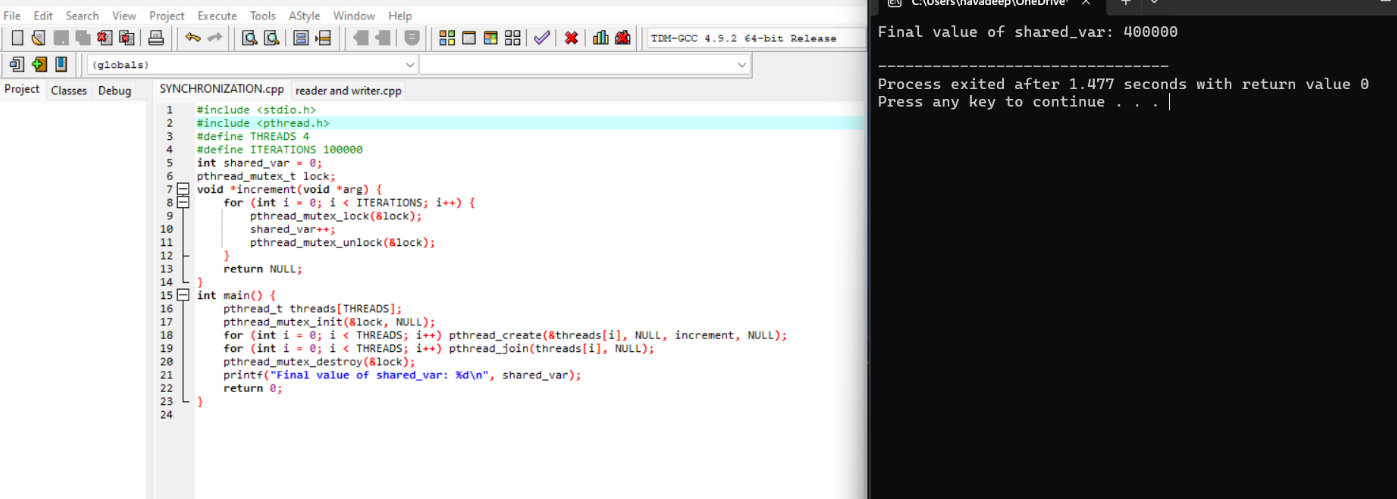 File Edit Search View Project Execute Tools AStyle Window Help
TDM-GCC 4.9.2 64-bit Release
(globals)
Project Classes Debug
SYNCHRONIZATION.cpp reader and writer.cpp
1 #include <stdio.h>
2 #include <pthread.h>
3 #define THREADS 4
4 #define ITERATIONS 100000
5 int shared_var = 0;
6 pthread_mutex_t lock;
7 void *increment(void *arg) {
8 for (int i = 0; i < ITERATIONS; i++) {
9 pthread_mutex_lock(&lock);
10 shared_var++;
11 pthread_mutex_unlock(&lock);
12 }
13 return NULL;
14 }
15 int main() {
16 pthread_t threads[THREADS];
17 pthread_mutex_init(&lock, NULL);
18 for (int i = 0; i < THREADS; i++) pthread_create(&threads[i], NULL, increment, NULL);
19 for (int i = 0; i < THREADS; i++) pthread_join(threads[i], NULL);
20 pthread_mutex_destroy(&lock);
21 printf("Final value of shared_var: %d\n", shared_var);
22 return 0;
23 }
24
C:\Users\navadeep\OneDrive
Final value of shared_var: 400000
--------------------------------
Process exited after 1.477 seconds with return value 0
Press any key to continue . . .